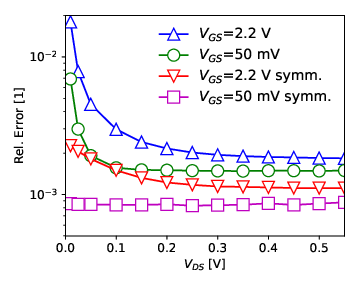 V_GS=2.2 V
V_GS=50 mV
V_GS=2.2 V symm.
V_GS=50 mV symm.
Rel. Error [1]
10⁻²
10⁻³
0.0 0.1 0.2 0.3 0.4 0.5
V_DS [V]